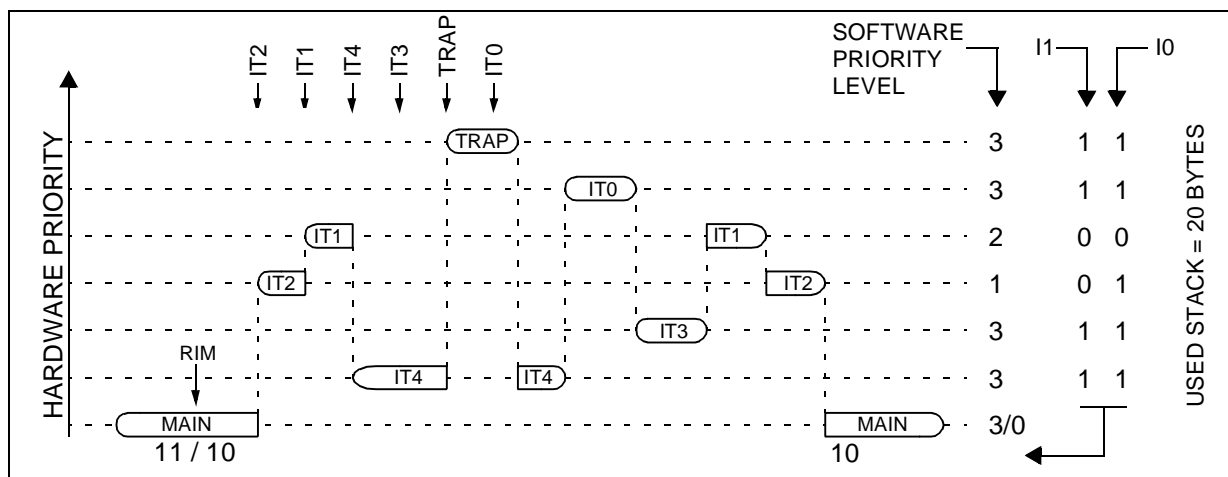 IT2
IT1
IT4
IT3
TRAP
IT0
SOFTWARE
PRIORITY
LEVEL
I1
I0
HARDWARE PRIORITY
TRAP
3
1 1
IT0
3
1 1
IT1
IT1
2
0 0
IT2
IT2
1
0 1
IT3
3
1 1
RIM
IT4
IT4
3
1 1
MAIN
MAIN
3/0
11 / 10
10
USED STACK = 20 BYTES